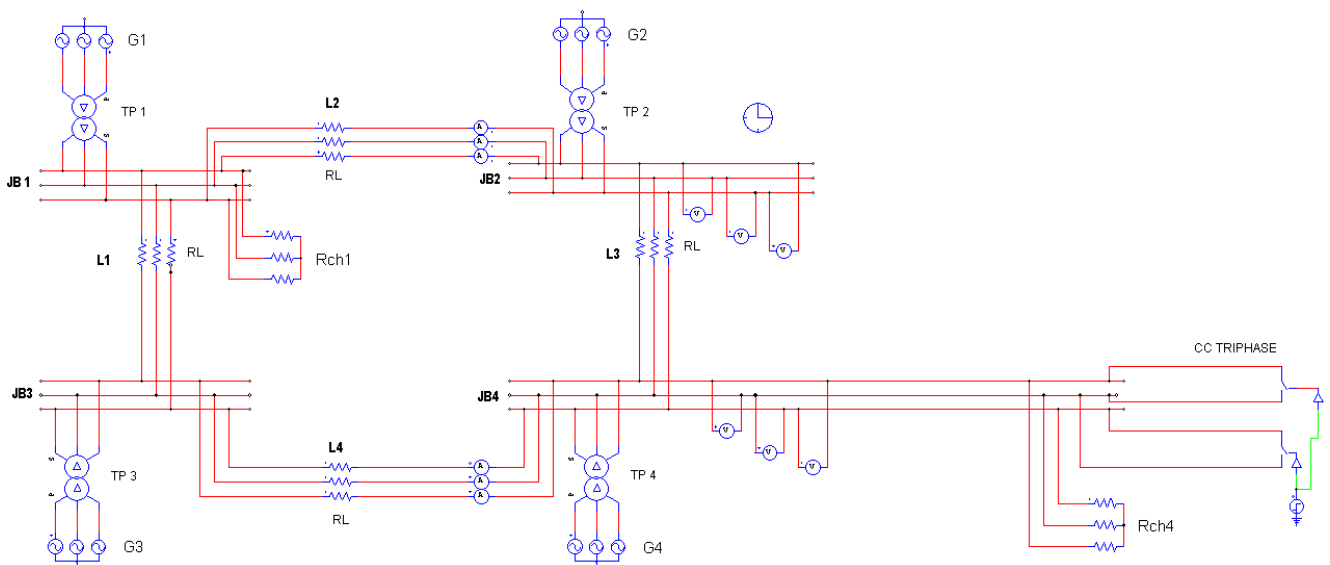 G1
G2
TP 1
L2
TP 2
A
A
A
RL
JB 1
JB2
V
V
V
L1
RL
Rch1
L3
RL
CC TRIPHASE
JB3
JB4
V
V
V
L4
TP 3
A
A
A
TP 4
RL
Rch4
G3
G4